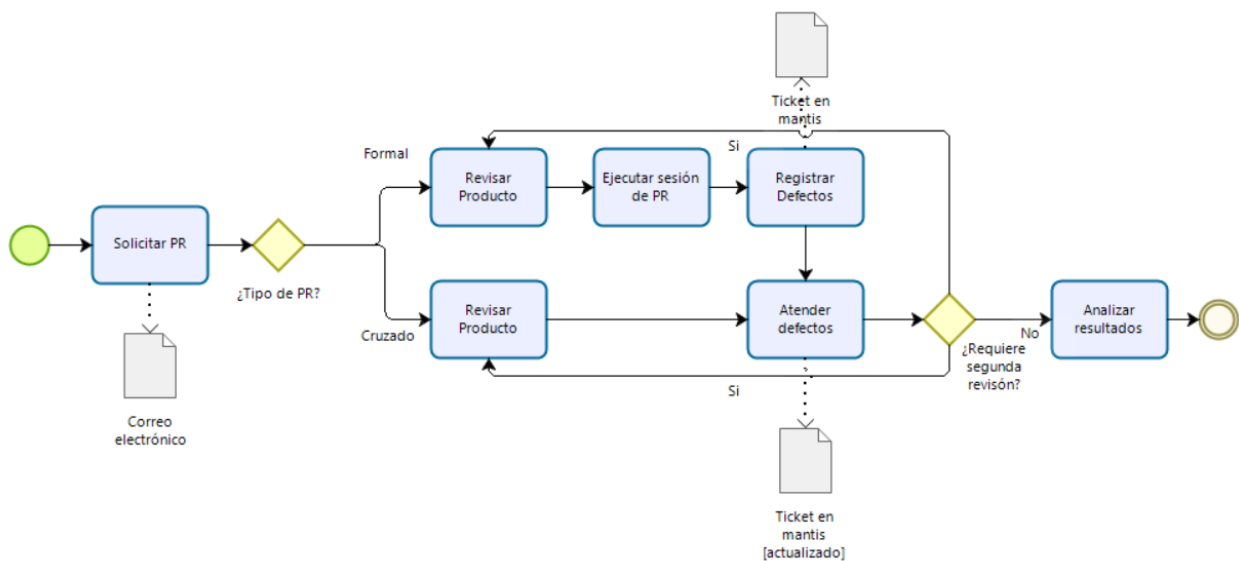 Ticket en
mantis
Formal
Revisar
Producto
Ejecutar sesión
de PR
Si
Registrar
Defectos
Solicitar PR
¿Tipo de PR?
Cruzado
Revisar
Producto
Atender
defectos
Si
¿Requiere
segunda
revisón?
No
Analizar
resultados
Correo
electrónico
Ticket en
mantis
[actualizado]